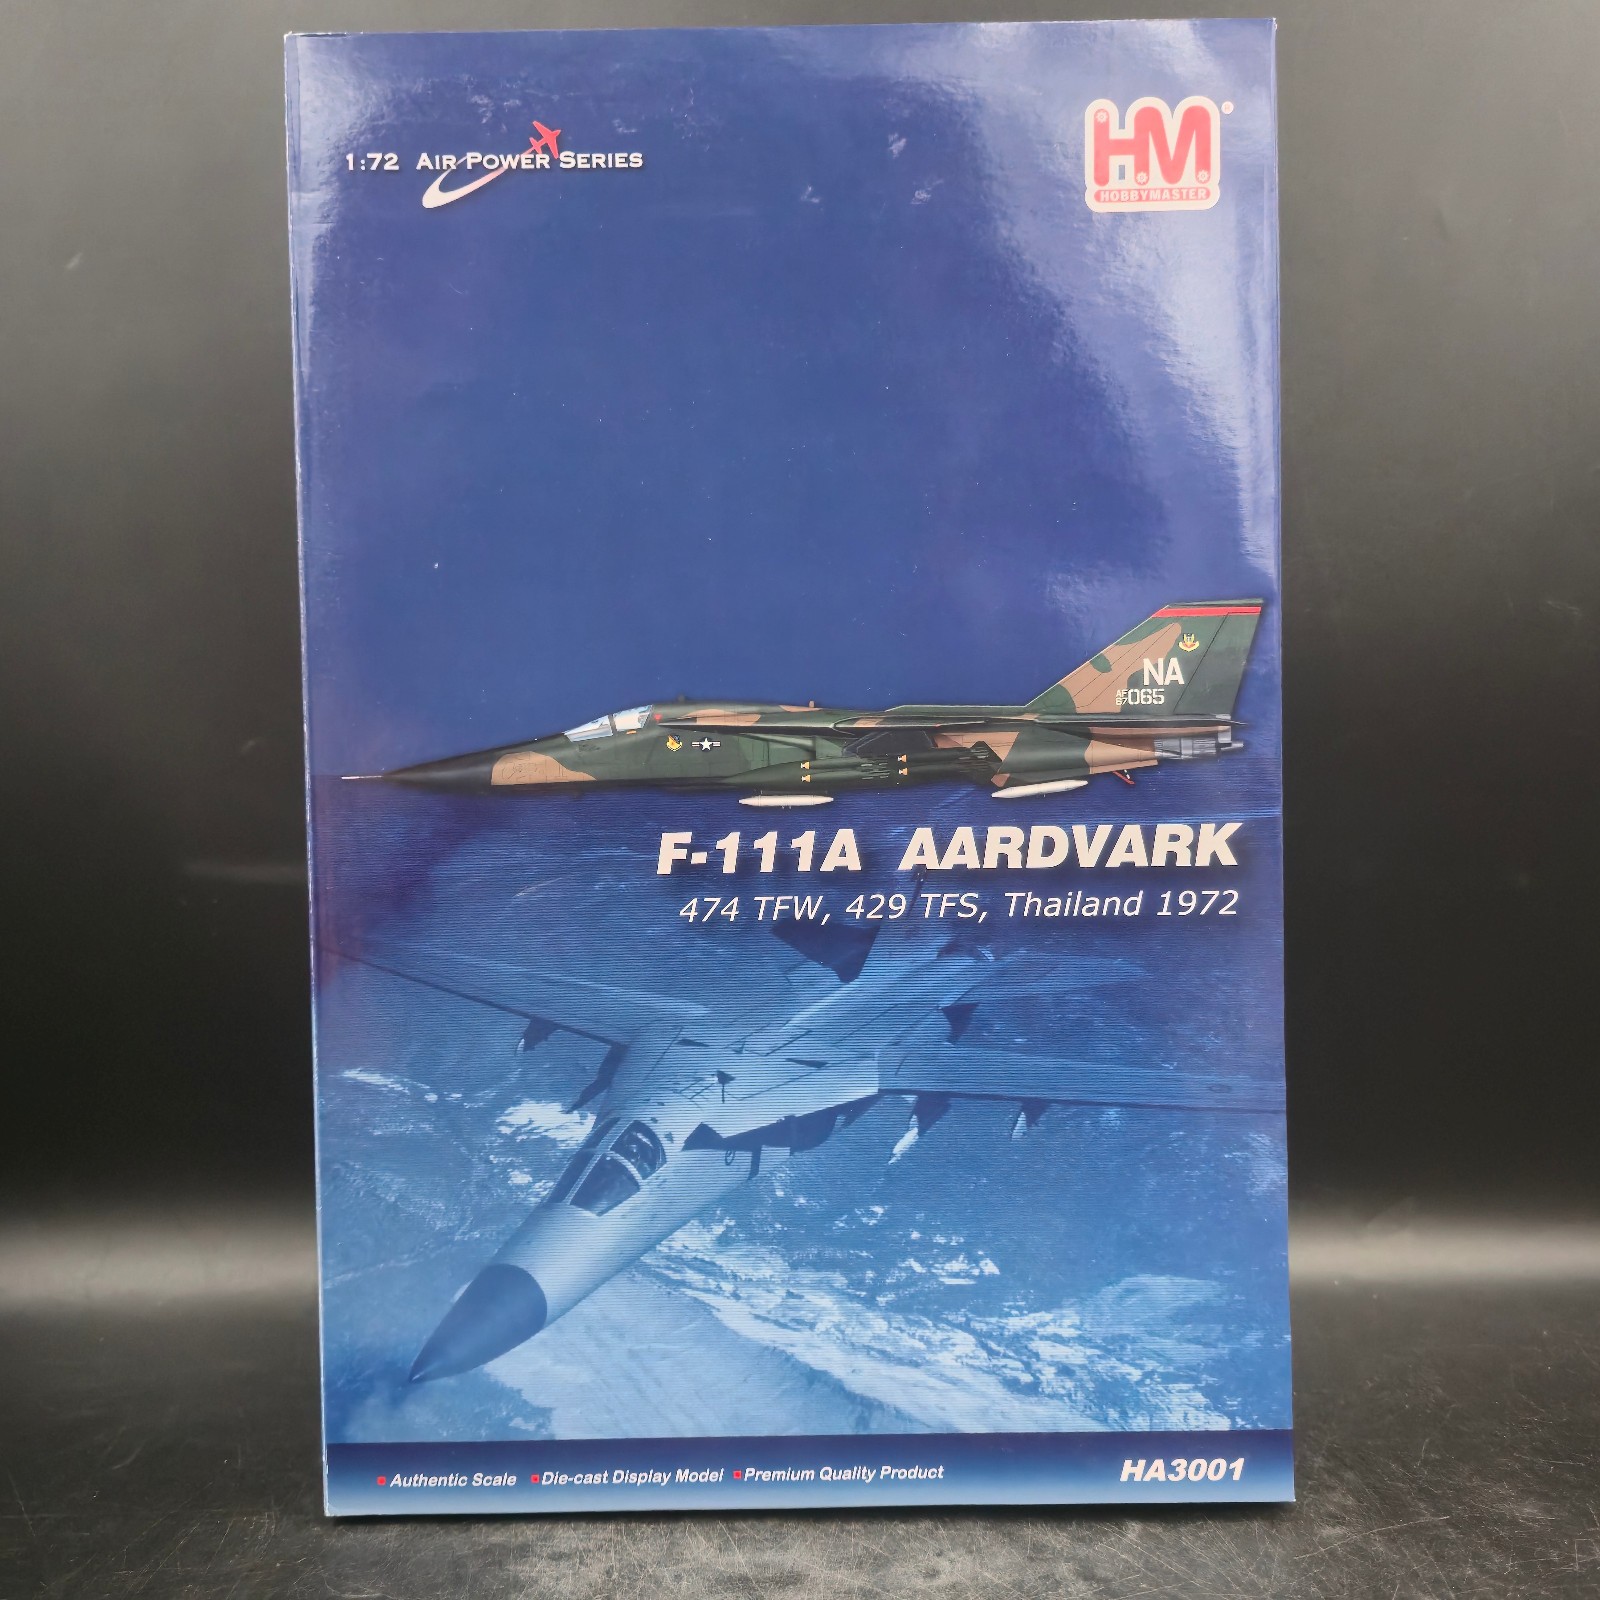 1:72 AIR POWER SERIES
HM
HOBBYMASTER
NA
AF
67 065
F-111A AARDVARK
474 TFW, 429 TFS, Thailand 1972
Authentic Scale Die-cast Display Model Premium Quality Product
HA3001